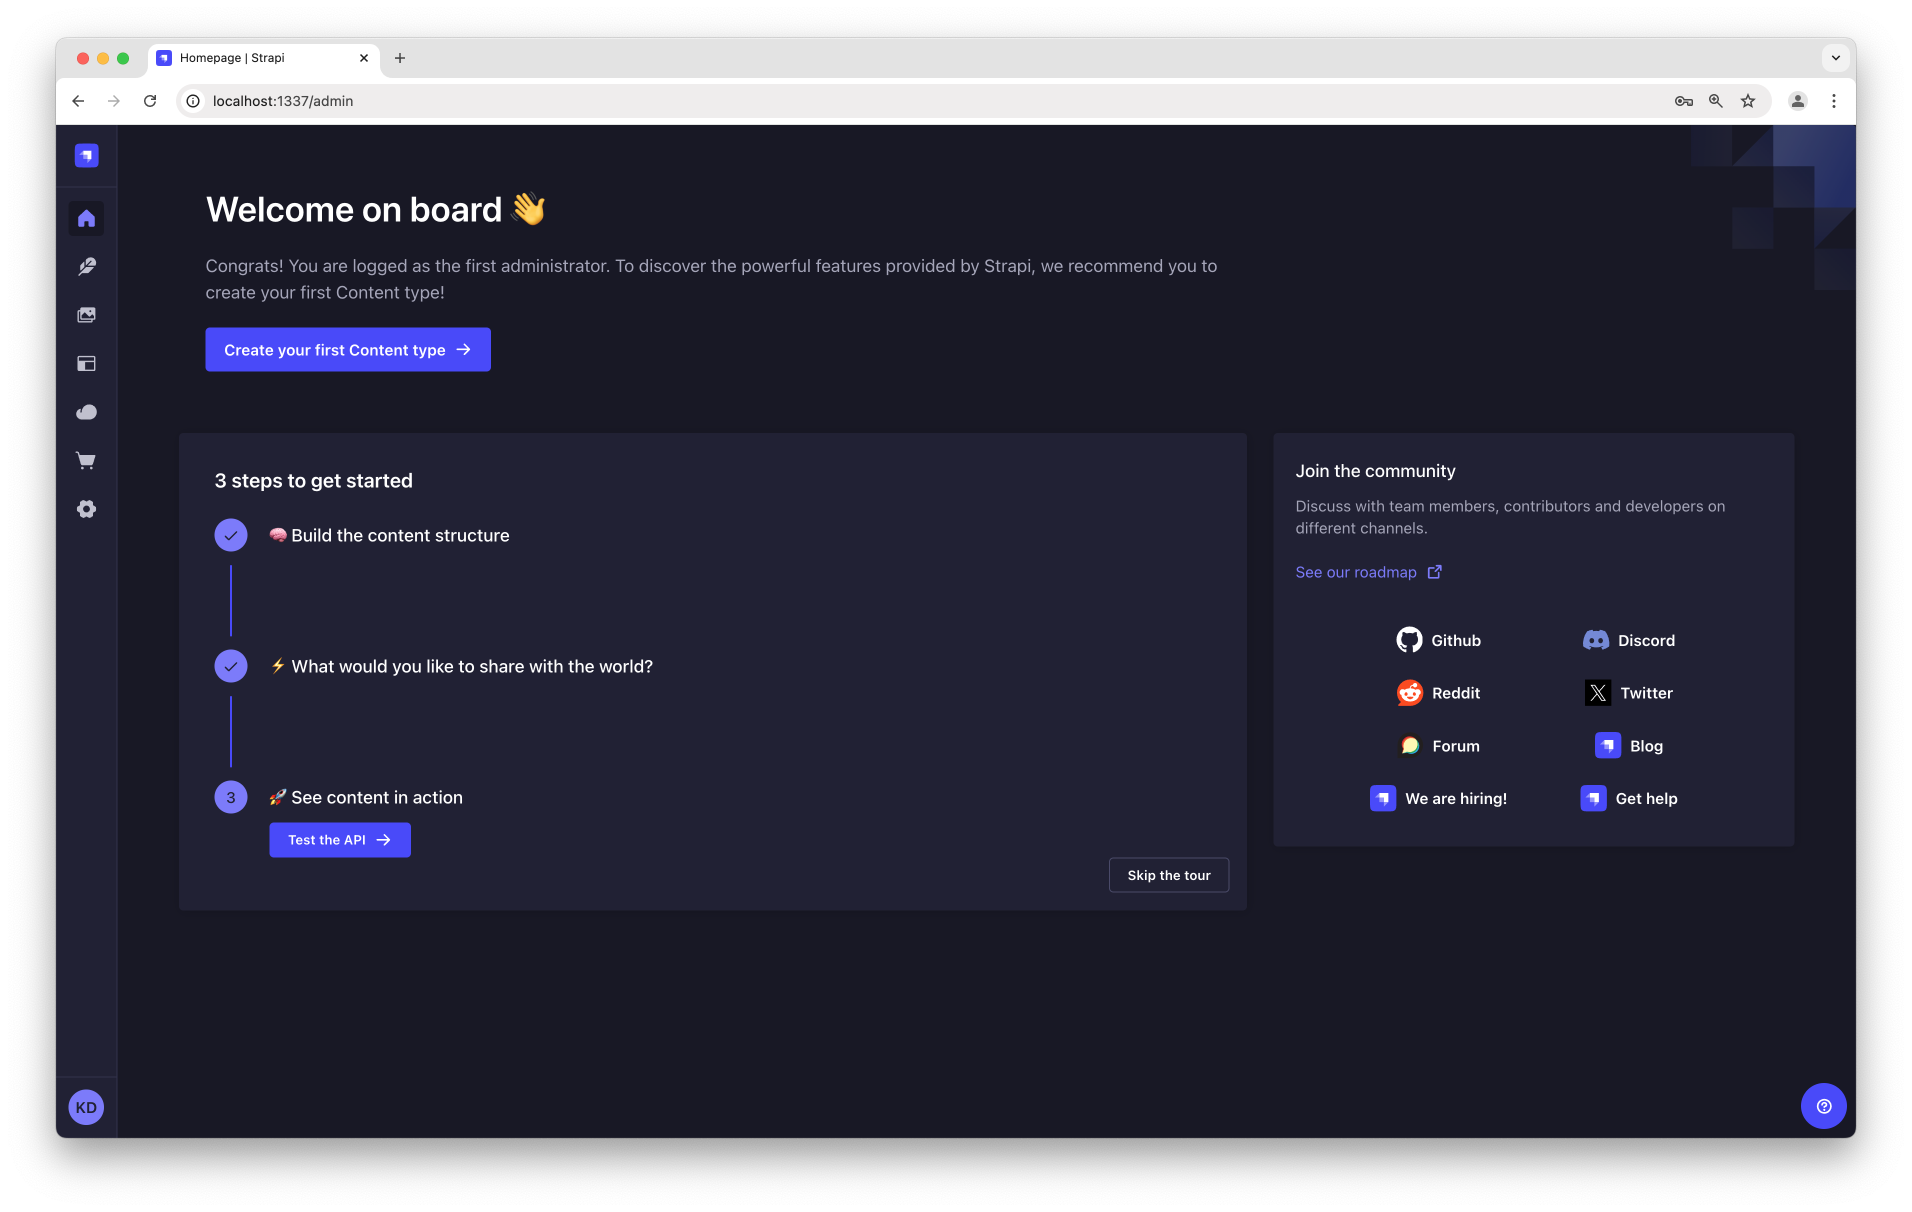 Homepage | Strapi
localhost:1337/admin
Welcome on board 👋
Congrats! You are logged as the first administrator. To discover the powerful features provided by Strapi, we recommend you to
create your first Content type!
Create your first Content type →
3 steps to get started
🧠 Build the content structure
⚡ What would you like to share with the world?
3
🚀 See content in action
Test the API →
Skip the tour
Join the community
Discuss with team members, contributors and developers on
different channels.
See our roadmap
Github
Discord
Reddit
Twitter
Forum
Blog
We are hiring!
Get help
KD